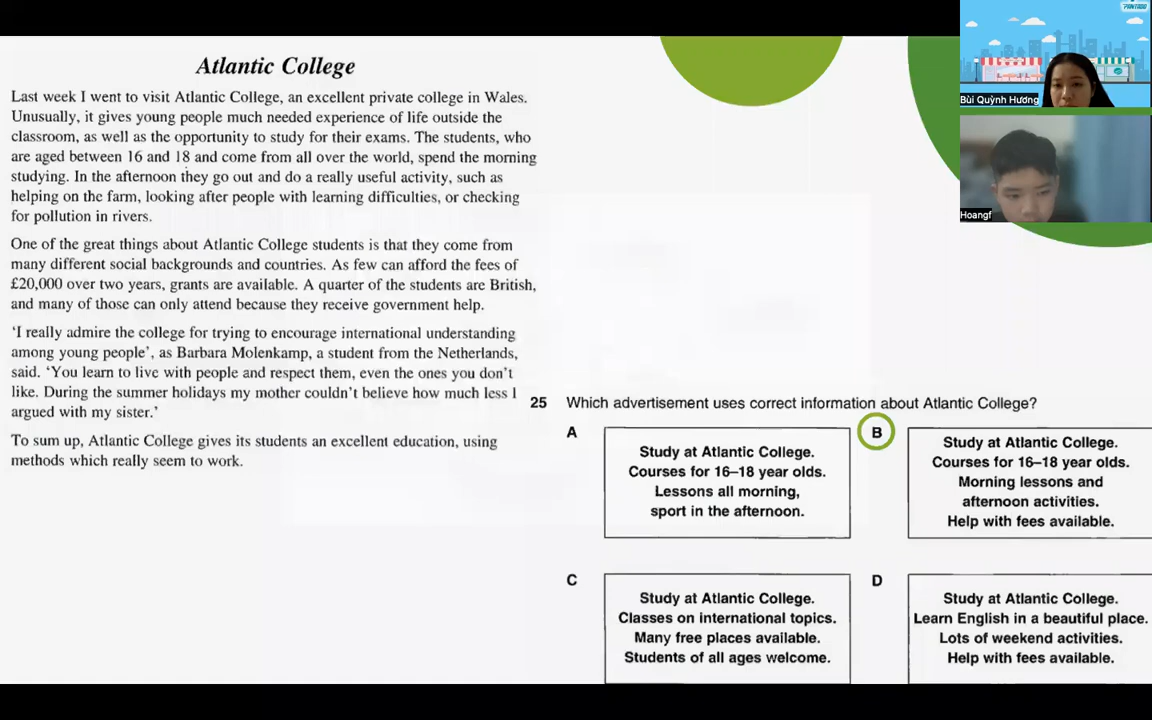 Atlantic College
Last week I went to visit Atlantic College, an excellent private college in Wales.
Unusually, it gives young people much needed experience of life outside the
classroom, as well as the opportunity to study for their exams. The students, who
are aged between 16 and 18 and come from all over the world, spend the morning
studying. In the afternoon they go out and do a really useful activity, such as
helping on the farm, looking after people with learning difficulties, or checking
for pollution in rivers.
One of the great things about Atlantic College students is that they come from
many different social backgrounds and countries. As few can afford the fees of
£20,000 over two years, grants are available. A quarter of the students are British,
and many of those can only attend because they receive government help.
‘I really admire the college for trying to encourage international understanding
among young people’, as Barbara Molenkamp, a student from the Netherlands,
said. ‘You learn to live with people and respect them, even the ones you don’t
like. During the summer holidays my mother couldn’t believe how much less I
argued with my sister.’
To sum up, Atlantic College gives its students an excellent education, using
methods which really seem to work.
25 Which advertisement uses correct information about Atlantic College?
A
Study at Atlantic College.
Courses for 16–18 year olds.
Lessons all morning,
sport in the afternoon.
B
Study at Atlantic College.
Courses for 16–18 year olds.
Morning lessons and
afternoon activities.
Help with fees available.
C
Study at Atlantic College.
Classes on international topics.
Many free places available.
Students of all ages welcome.
D
Study at Atlantic College.
Learn English in a beautiful place.
Lots of weekend activities.
Help with fees available.
PANTADO
Bùi Quỳnh Hương
Hoangf